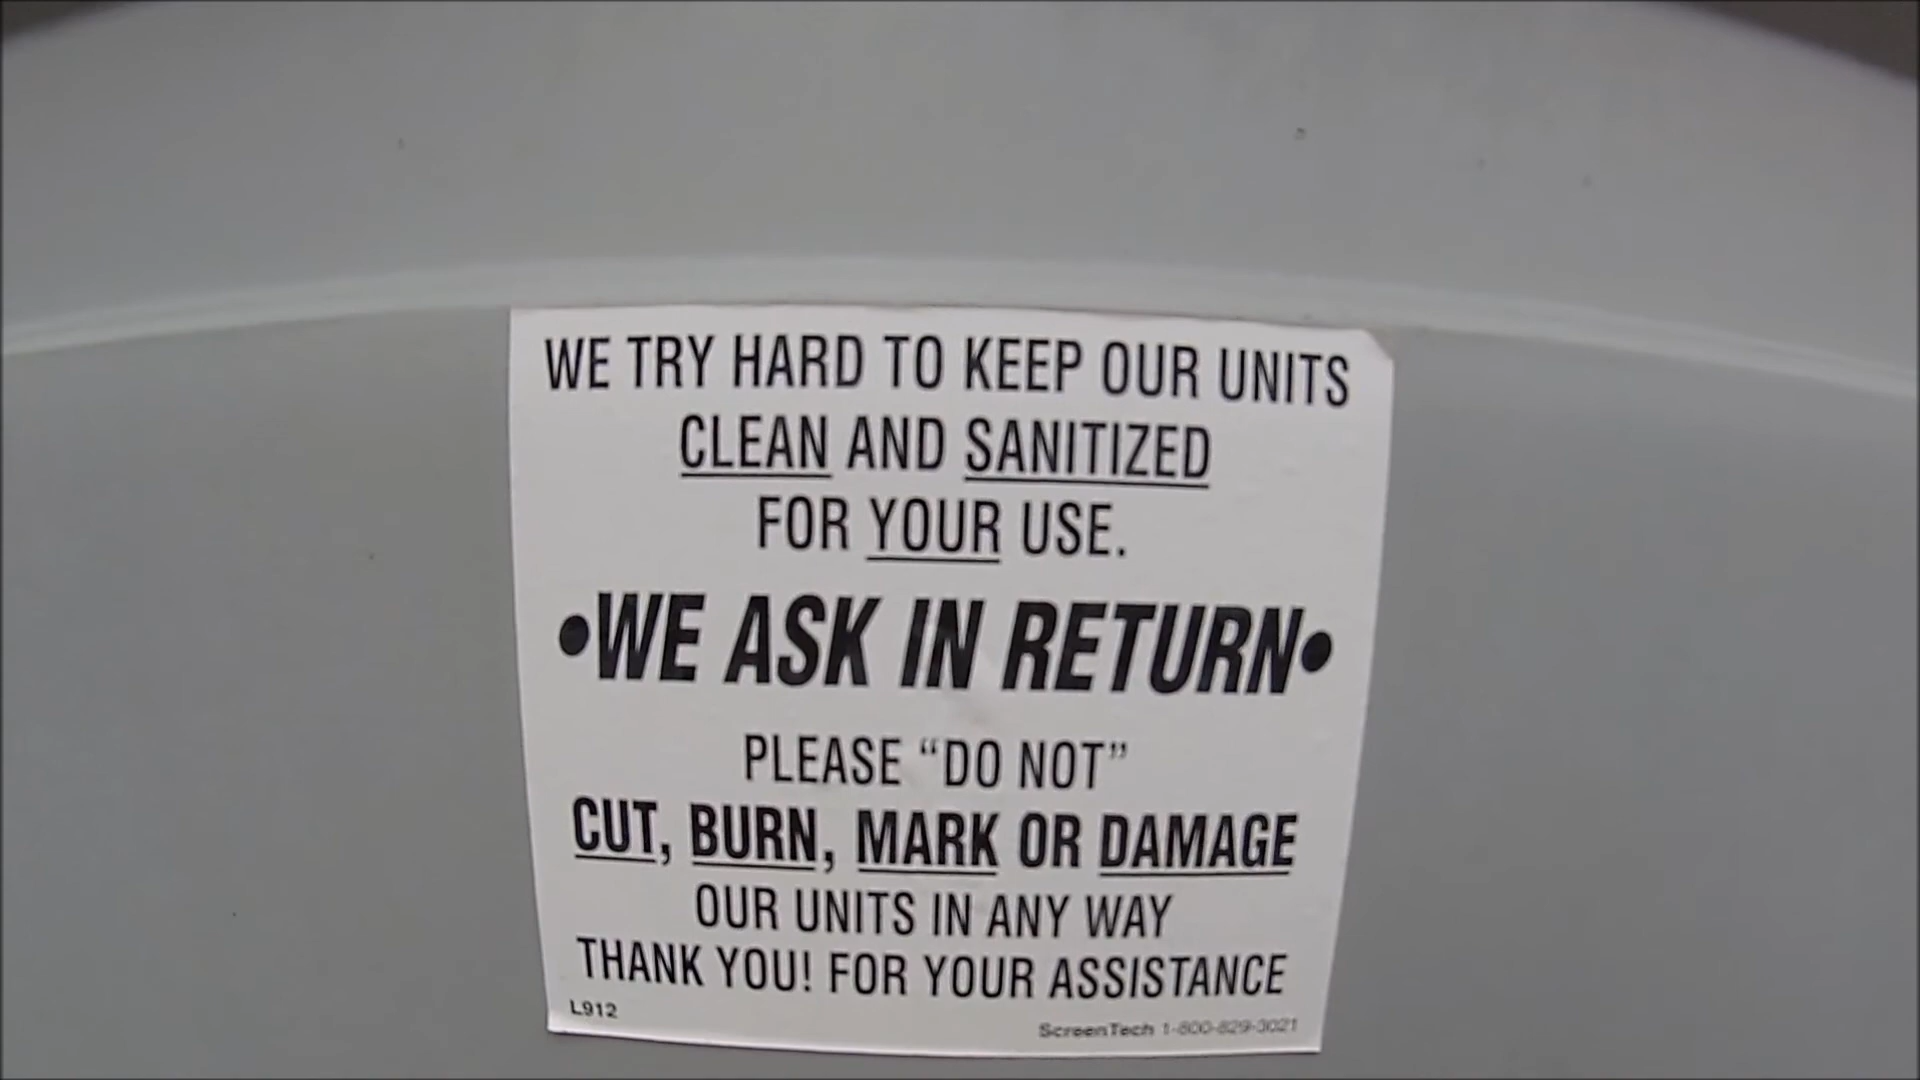 WE TRY HARD TO KEEP OUR UNITS
CLEAN AND SANITIZED
FOR YOUR USE.
•WE ASK IN RETURN•
PLEASE “DO NOT”
CUT, BURN, MARK OR DAMAGE
OUR UNITS IN ANY WAY
THANK YOU! FOR YOUR ASSISTANCE
L912
ScreenTech 1-800-829-3021